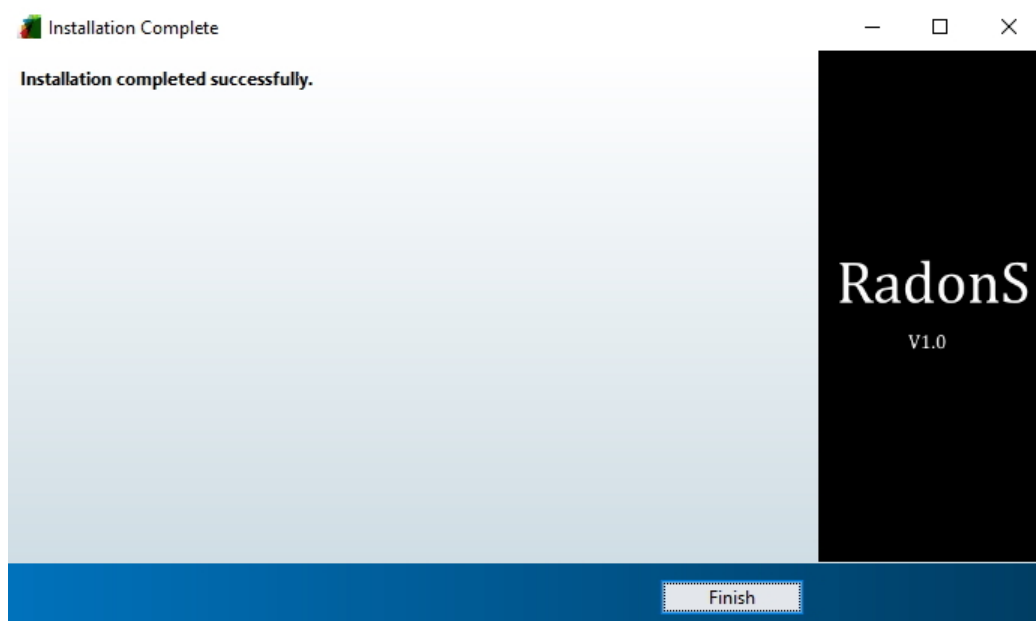 Installation Complete
Installation completed successfully.
RadonS
V1.0
Finish